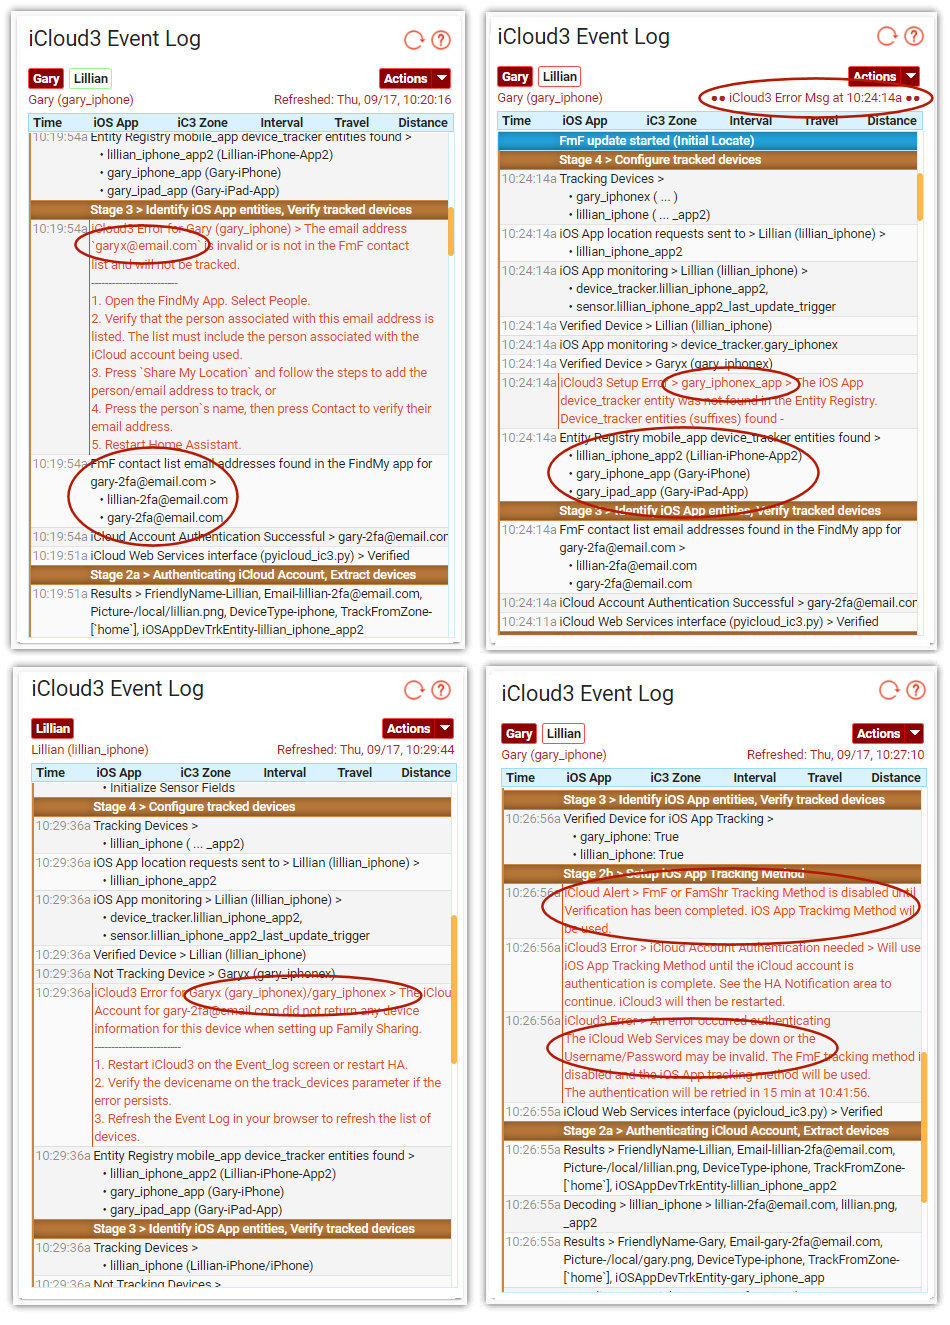 iCloud3 Event Log
Gary Lillian Actions
Gary (gary_iphone) Refreshed: Thu, 09/17, 10:20:16
Time iOS App iC3 Zone Interval Travel Distance
10:19:54a Entity Registry mobile_app device_tracker entities found >
• lillian_iphone_app2 (Lillian-iPhone-App2)
• gary_iphone_app (Gary-iPhone)
• gary_ipad_app (Gary-iPad-App)
Stage 3 > Identify iOS App entities, Verify tracked devices
10:19:54a iCloud3 Error for Gary (gary_iphone) > The email address
`garyx@email.com` is invalid or is not in the FmF contact
list and will not be tracked.
--------------------------
1. Open the FindMy App. Select People.
2. Verify that the person associated with this email address is
listed. The list must include the person associated with the
iCloud account being used.
3. Press `Share My Location` and follow the steps to add the
person/email address to track, or
4. Press the person`s name, then press Contact to verify their
email address.
5. Restart Home Assistant.
10:19:54a FmF contact list email addresses found in the FindMy app for
gary-2fa@email.com >
• lillian-2fa@email.com
• gary-2fa@email.com
10:19:54a iCloud Account Authentication Successful > gary-2fa@email.con
10:19:51a iCloud Web Services interface (pyicloud_ic3.py) > Verified
Stage 2a > Authenticating iCloud Account, Extract devices
10:19:51a Results > FriendlyName-Lillian, Email-lillian-2fa@email.com,
Picture-/local/lillian.png, DeviceType-iphone, TrackFromZone-
[`home`], iOSAppDevTrkEntity-lillian_iphone_app2
iCloud3 Event Log
Gary Lillian Actions
Gary (gary_iphone) •• iCloud3 Error Msg at 10:24:14a ••
Time iOS App iC3 Zone Interval Travel Distance
FmF update started (Initial Locate)
Stage 4 > Configure tracked devices
10:24:14a Tracking Devices >
• gary_iphonex ( ... )
• lillian_iphone ( ... _app2)
10:24:14a iOS App location requests sent to > Lillian (lillian_iphone) >
• lillian_iphone_app2
10:24:14a iOS App monitoring > Lillian (lillian_iphone) >
• device_tracker.lillian_iphone_app2,
• sensor.lillian_iphone_app2_last_update_trigger
10:24:14a Verified Device > Lillian (lillian_iphone)
10:24:14a iOS App monitoring > device_tracker.gary_iphonex
10:24:14a Verified Device > Garyx (gary_iphonex)
10:24:14a iCloud3 Setup Error > gary_iphonex_app > The iOS App
device_tracker entity was not found in the Entity Registry.
Device_tracker entities (suffixes) found -
10:24:14a Entity Registry mobile_app device_tracker entities found >
• lillian_iphone_app2 (Lillian-iPhone-App2)
• gary_iphone_app (Gary-iPhone)
• gary_ipad_app (Gary-iPad-App)
Stage 3 > Identify iOS App entities, Verify tracked devices
10:24:14a FmF contact list email addresses found in the FindMy app for
gary-2fa@email.com >
• lillian-2fa@email.com
• gary-2fa@email.com
10:24:14a iCloud Account Authentication Successful > gary-2fa@email.con
10:24:11a iCloud Web Services interface (pyicloud_ic3.py) > Verified
iCloud3 Event Log
Lillian Actions
Lillian (lillian_iphone) Refreshed: Thu, 09/17, 10:29:44
Time iOS App iC3 Zone Interval Travel Distance
• Initialize Sensor Fields
Stage 4 > Configure tracked devices
10:29:36a Tracking Devices >
• lillian_iphone ( ... _app2)
10:29:36a iOS App location requests sent to > Lillian (lillian_iphone) >
• lillian_iphone_app2
10:29:36a iOS App monitoring > Lillian (lillian_iphone) >
• device_tracker.lillian_iphone_app2,
• sensor.lillian_iphone_app2_last_update_trigger
10:29:36a Verified Device > Lillian (lillian_iphone)
10:29:36a Not Tracking Device > Garyx (gary_iphonex)
10:29:36a iCloud3 Error for Garyx (gary_iphonex)/gary_iphonex > The iClou
Account for gary-2fa@email.com did not return any device
information for this device when setting up Family Sharing.
--------------------------
1. Restart iCloud3 on the Event_log screen or restart HA.
2. Verify the devicename on the track_devices parameter if the
error persists.
3. Refresh the Event Log in your browser to refresh the list of
devices.
10:29:36a Entity Registry mobile_app device_tracker entities found >
• lillian_iphone_app2 (Lillian-iPhone-App2)
• gary_iphone_app (Gary-iPhone)
• gary_ipad_app (Gary-iPad-App)
Stage 3 > Identify iOS App entities, Verify tracked devices
10:29:36a Tracking Devices >
• lillian_iphone (Lillian-iPhone/iPhone)
10:29:36a Not Tracking Devices >
iCloud3 Event Log
Gary Lillian Actions
Gary (gary_iphone) Refreshed: Thu, 09/17, 10:27:10
Time iOS App iC3 Zone Interval Travel Distance
Stage 3 > Identify iOS App entities, Verify tracked devices
10:26:56a Verified Device for iOS App Tracking >
• gary_iphone: True
• lillian_iphone: True
Stage 2b > Setup iOS App Tracking Method
10:26:56a iCloud Alert > FmF or FamShr Tracking Method is disabled until
Verification has been completed. iOS App Trackimg Method will
be used.
10:26:56a iCloud3 Error > iCloud Account Authentication needed > Will use
iOS App Tracking Method until the iCloud account is
authentication is complete. See the HA Notification area to
continue. iCloud3 will then be restarted.
10:26:56a iCloud3 Error > An error occurred authenticating
The iCloud Web Services may be down or the
Username/Password may be invalid. The FmF tracking method i
disabled and the iOS App tracking method will be used.
The authentication will be retried in 15 min at 10:41:56.
10:26:55a iCloud Web Services interface (pyicloud_ic3.py) > Verified
Stage 2a > Authenticating iCloud Account, Extract devices
10:26:55a Results > FriendlyName-Lillian, Email-lillian-2fa@email.com,
Picture-/local/lillian.png, DeviceType-iphone, TrackFromZone-
[`home`], iOSAppDevTrkEntity-lillian_iphone_app2
10:26:55a Decoding > lillian_iphone > lillian-2fa@email.com, lillian.png,
_app2
10:26:55a Results > FriendlyName-Gary, Email-gary-2fa@email.com,
Picture-/local/gary.png, DeviceType-iphone, TrackFromZone-
[`home`], iOSAppDevTrkEntity-gary_iphone_app